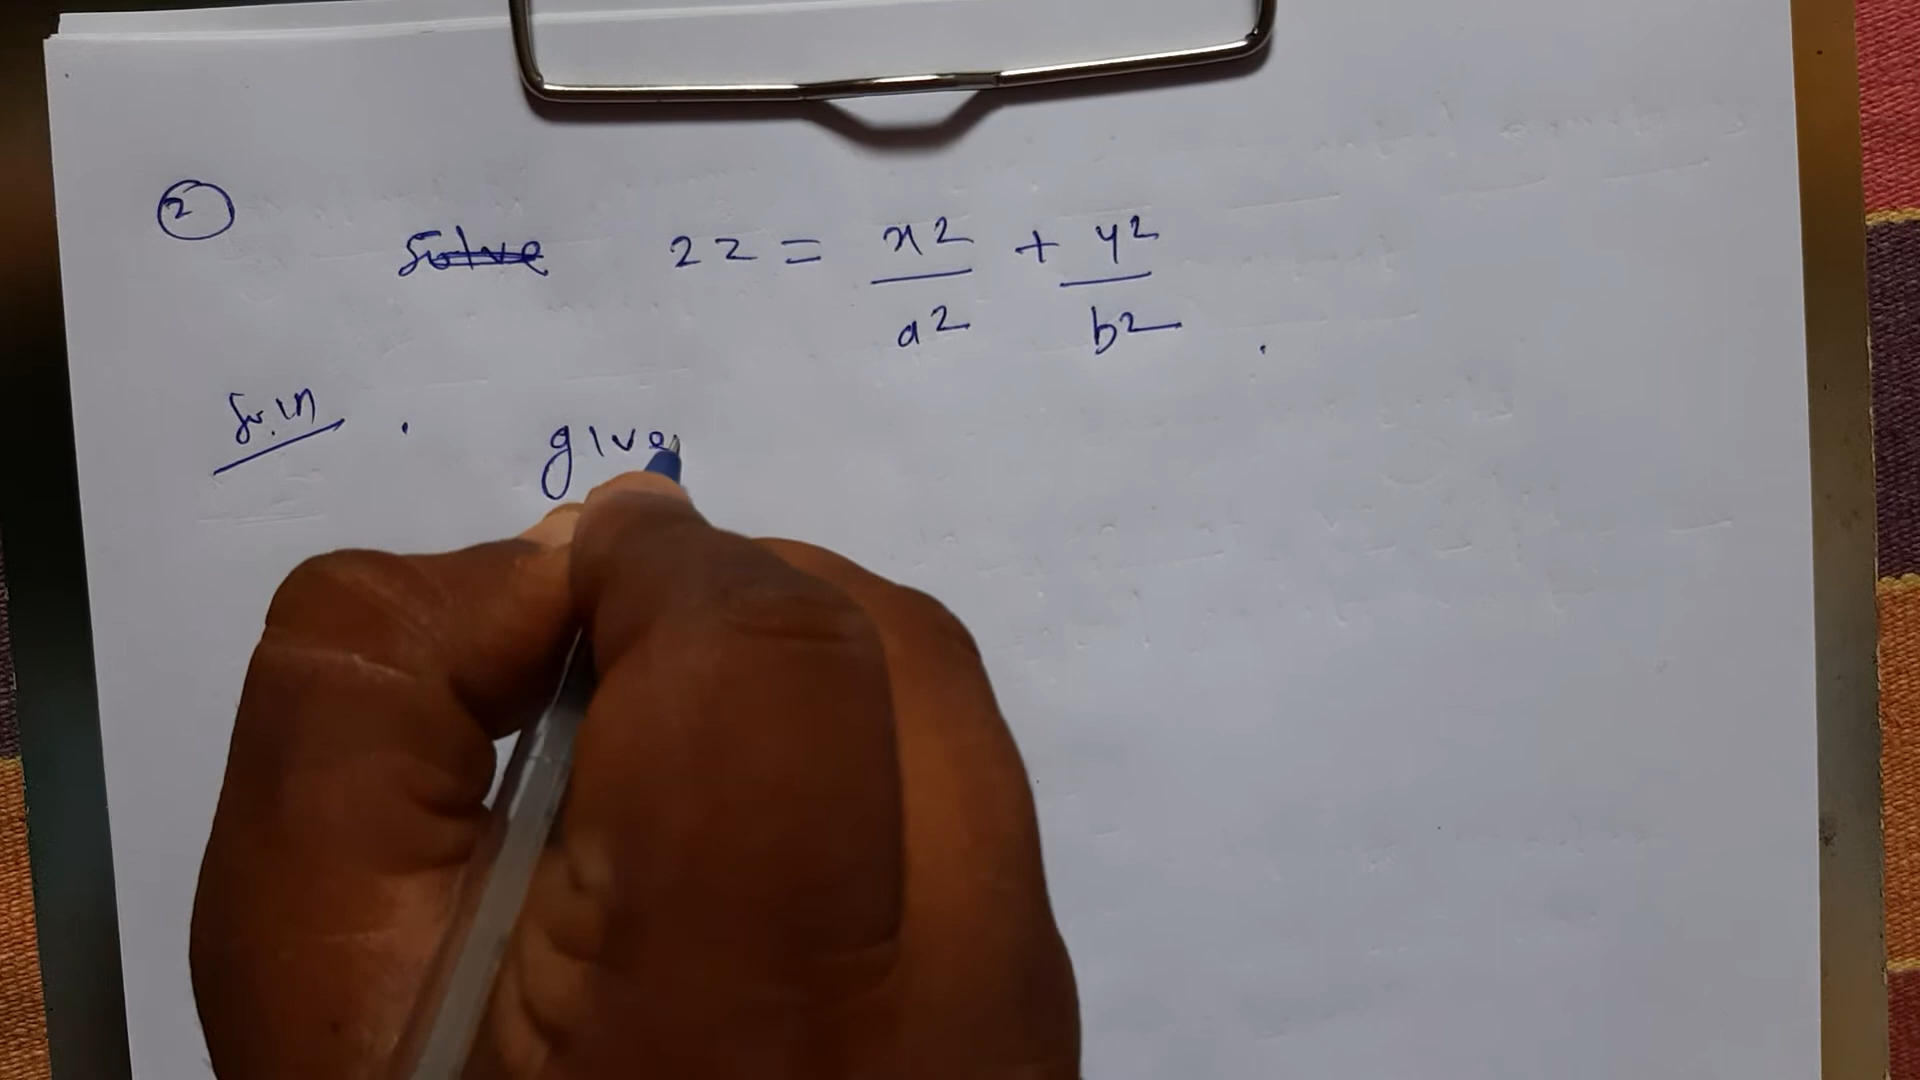 2
Solve 2z = x²/a² + y²/b².
Soln. give